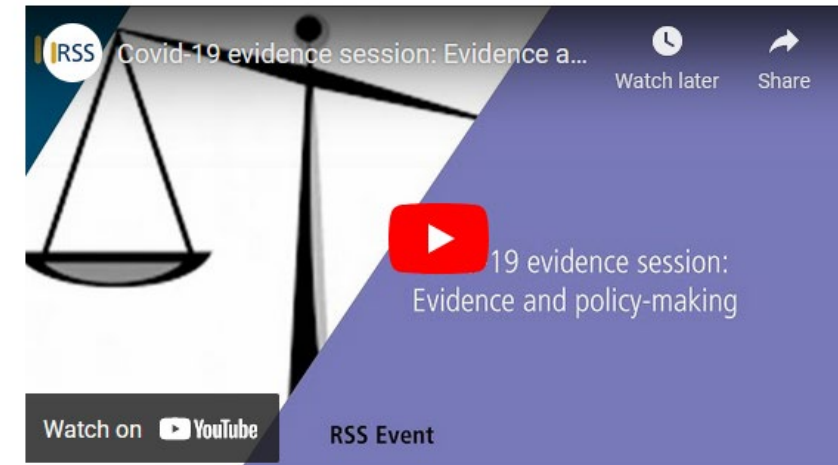 RSS
Covid-19 evidence session: Evidence a...
Watch later
Share
19 evidence session:
Evidence and policy-making
Watch on YouTube
RSS Event